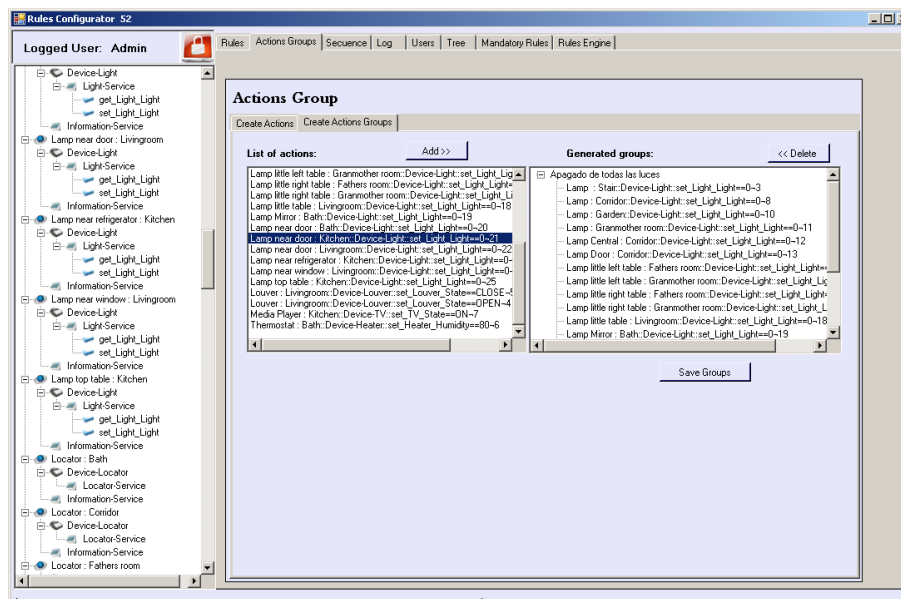 Rules Configurator 52
Logged User: Admin
Rules Actions Groups Secuence Log Users Tree Mandatory Rules Rules Engine
Device-Light
Light-Service
get_Light_Light
set_Light_Light
Information-Service
Lamp near door : Livingroom
Device-Light
Light-Service
get_Light_Light
set_Light_Light
Information-Service
Lamp near refrigerator : Kitchen
Device-Light
Light-Service
get_Light_Light
set_Light_Light
Information-Service
Lamp near window : Livingroom
Device-Light
Light-Service
get_Light_Light
set_Light_Light
Information-Service
Lamp top table : Kitchen
Device-Light
Light-Service
get_Light_Light
set_Light_Light
Information-Service
Locator : Bath
Device-Locator
Locator-Service
Information-Service
Locator : Corridor
Device-Locator
Locator-Service
Information-Service
Locator : Fathers room
Actions Group
Create Actions Create Actions Groups
List of actions:
Add >>
Lamp little left table : Granmother room::Device-Light::set_Light_Lig
Lamp little right table : Fathers room::Device-Light::set_Light_Light=
Lamp little right table : Granmother room::Device-Light::set_Light_Li
Lamp little table : Livingroom::Device-Light::set_Light_Light==0~18
Lamp Mirror : Bath::Device-Light::set_Light_Light==0~19
Lamp near door : Bath::Device-Light::set_Light_Light==0~20
Lamp near door : Kitchen::Device-Light::set_Light_Light==0~21
Lamp near door : Livingroom::Device-Light::set_Light_Light==0~22
Lamp near refrigerator : Kitchen::Device-Light::set_Light_Light==0~
Lamp near window : Livingroom::Device-Light::set_Light_Light==0~
Lamp top table : Kitchen::Device-Light::set_Light_Light==0~25
Louver : Livingroom::Device-Louver::set_Louver_State==CLOSE~5
Louver : Livingroom::Device-Louver::set_Louver_State==OPEN~4
Media Player : Kitchen::Device-TV::set_TV_State==ON~7
Thermostat : Bath::Device-Heater::set_Heater_Humidity==80~6
Generated groups:
<< Delete
Apagado de todas las luces
Lamp : Stair::Device-Light::set_Light_Light==0~3
Lamp : Corridor::Device-Light::set_Light_Light==0~8
Lamp : Garden::Device-Light::set_Light_Light==0~10
Lamp : Granmother room::Device-Light::set_Light_Light==0~11
Lamp Central : Corridor::Device-Light::set_Light_Light==0~12
Lamp Door : Corridor::Device-Light::set_Light_Light==0~13
Lamp little left table : Fathers room::Device-Light::set_Light_Light==
Lamp little left table : Granmother room::Device-Light::set_Light_Lig
Lamp little right table : Fathers room::Device-Light::set_Light_Light=
Lamp little right table : Granmother room::Device-Light::set_Light_L
Lamp little table : Livingroom::Device-Light::set_Light_Light==0~18
Lamp Mirror : Bath::Device-Light::set_Light_Light==0~19
Save Groups